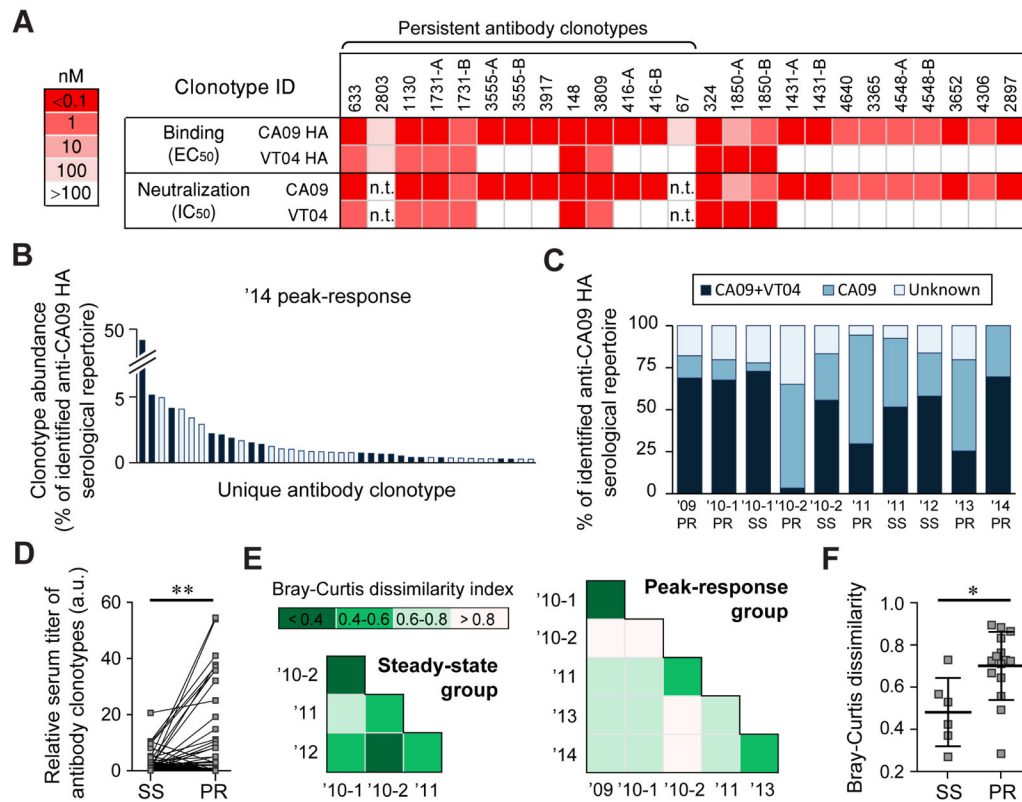 A
Persistent antibody clonotypes
nM
<0.1
1
10
100
>100
Clonotype ID
633
2803
1130
1731-A
1731-B
3555-A
3555-B
3917
148
3809
416-A
416-B
67
324
1850-A
1850-B
1431-A
1431-B
4640
3365
4548-A
4548-B
3652
4306
2897
Binding
(EC50)
CA09 HA
VT04 HA
Neutralization
(IC50)
CA09
n.t.
n.t.
VT04
n.t.
n.t.
B
'14 peak-response
Clonotype abundance
(% of identified anti-CA09 HA
serological repertoire)
50
5
0
Unique antibody clonotype
C
CA09+VT04
CA09
Unknown
% of identified anti-CA09 HA
serological repertoire
100
75
50
25
0
'09 PR
'10-1 PR
'10-1 SS
'10-2 PR
'10-2 SS
'11 PR
'11 SS
'12 SS
'13 PR
'14 PR
D
Relative serum titer of
antibody clonotypes (a.u.)
60
40
20
0
**
SS
PR
E
Bray-Curtis dissimilarity index
< 0.4
0.4-0.6
0.6-0.8
> 0.8
Steady-state
group
'10-2
'11
'12
'10-1
'10-2
'11
Peak-response
group
'10-1
'10-2
'11
'13
'14
'09
'10-1
'10-2
'11
'13
F
Bray-Curtis dissimilarity
1.0
0.8
0.6
0.4
0.2
*
SS
PR